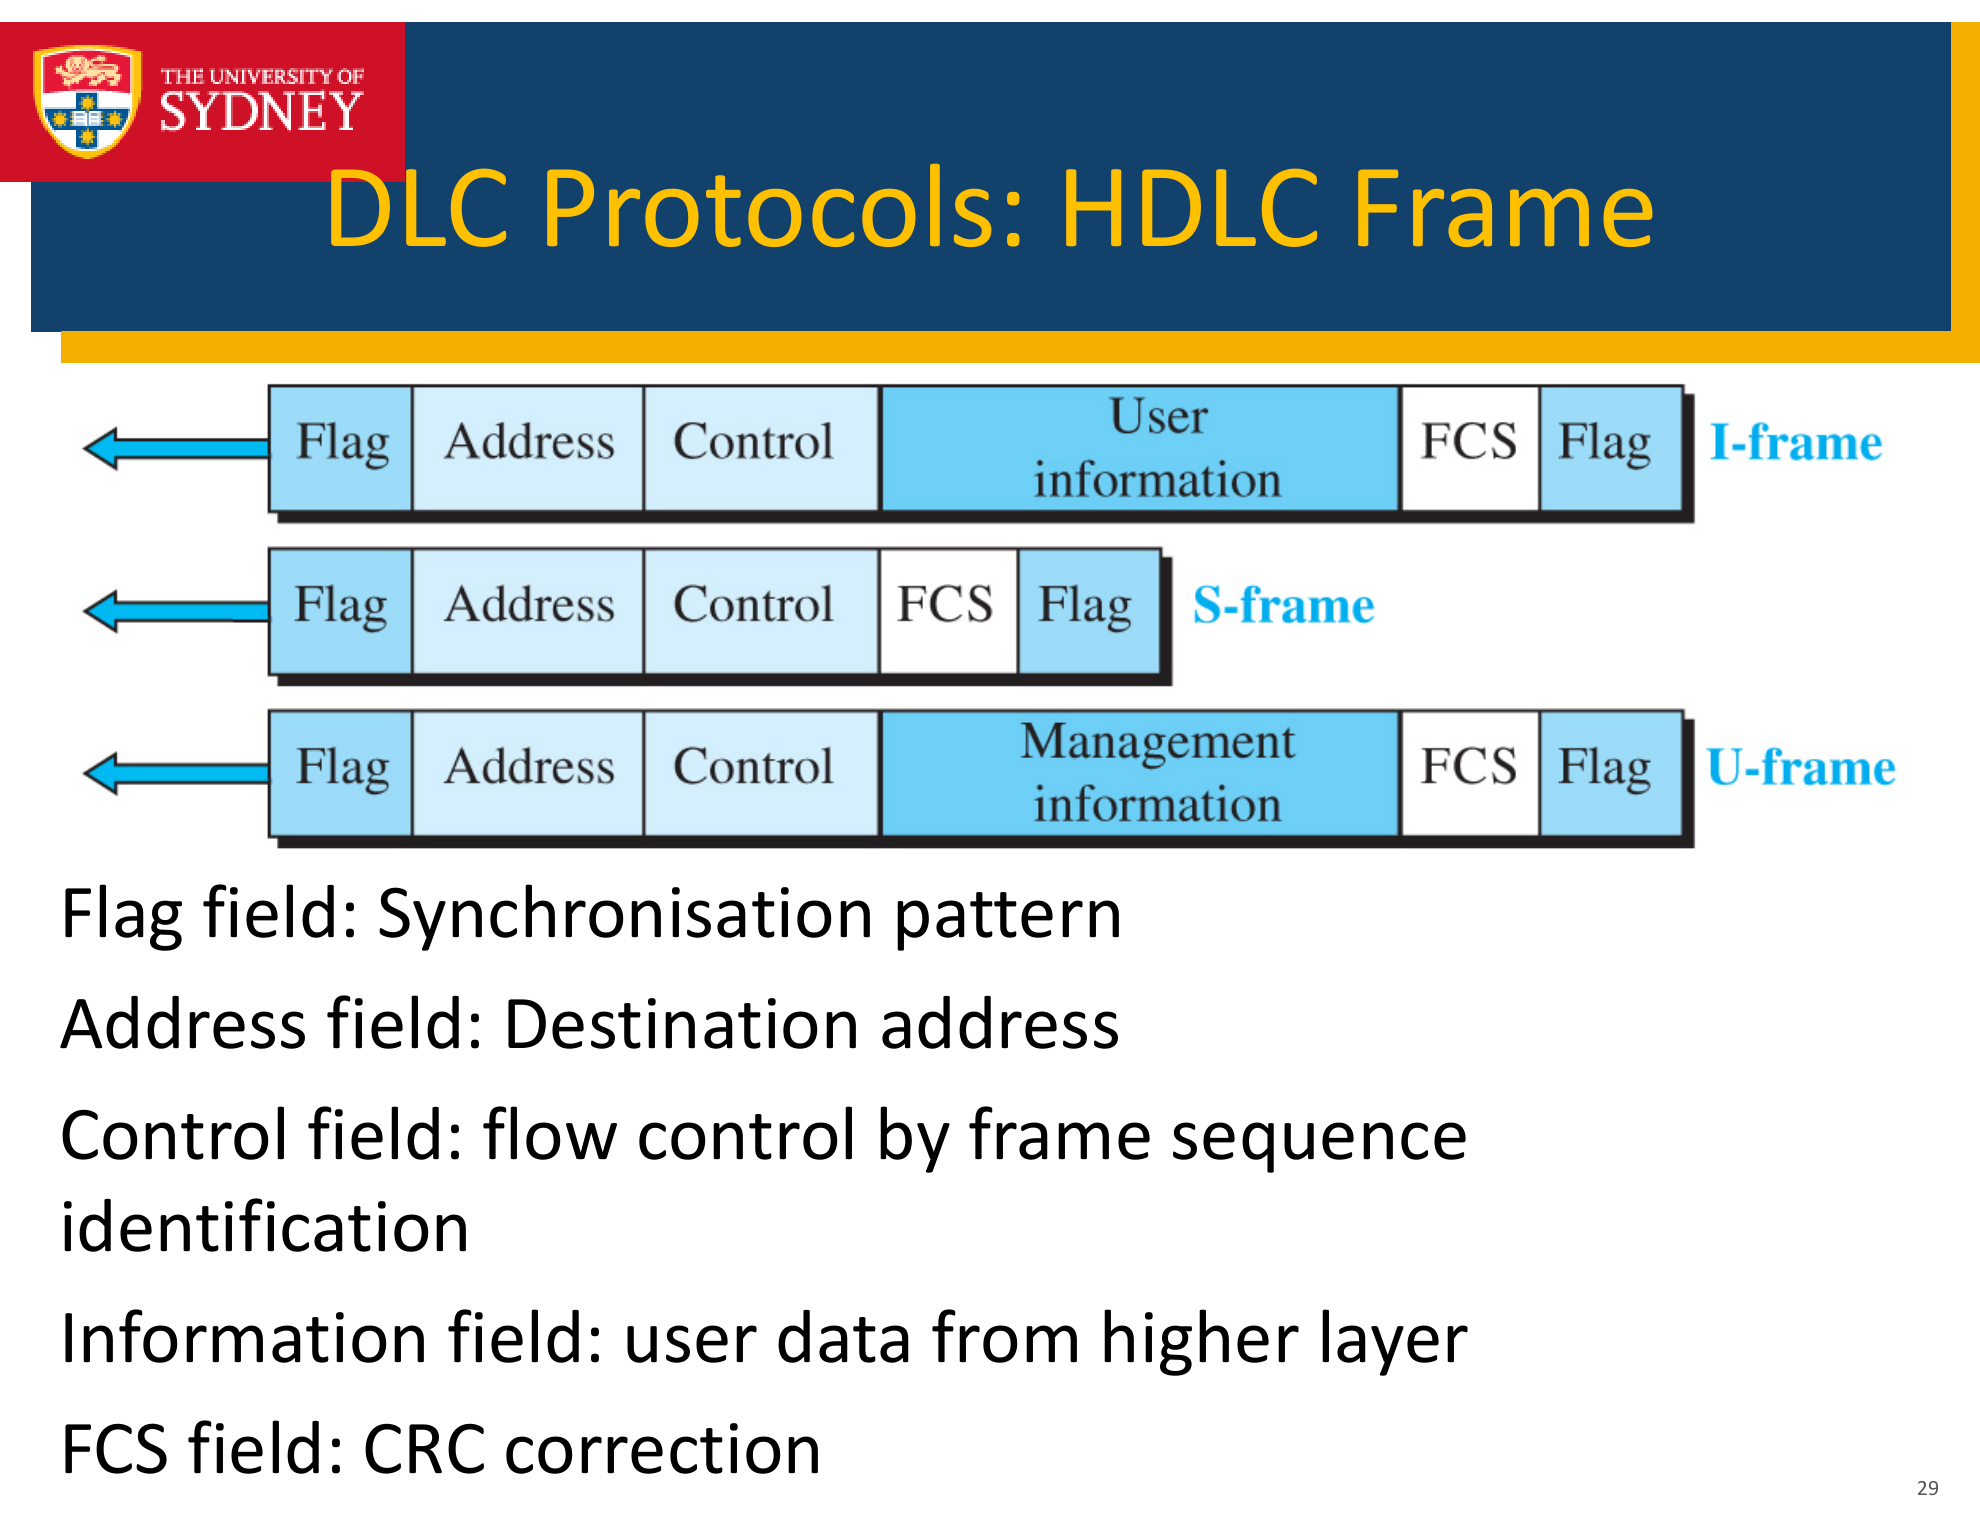 THE UNIVERSITY OF
SYDNEY
DLC Protocols: HDLC Frame
Flag Address Control User information FCS Flag I-frame
Flag Address Control FCS Flag S-frame
Flag Address Control Management information FCS Flag U-frame
Flag field: Synchronisation pattern
Address field: Destination address
Control field: flow control by frame sequence
identification
Information field: user data from higher layer
FCS field: CRC correction
29